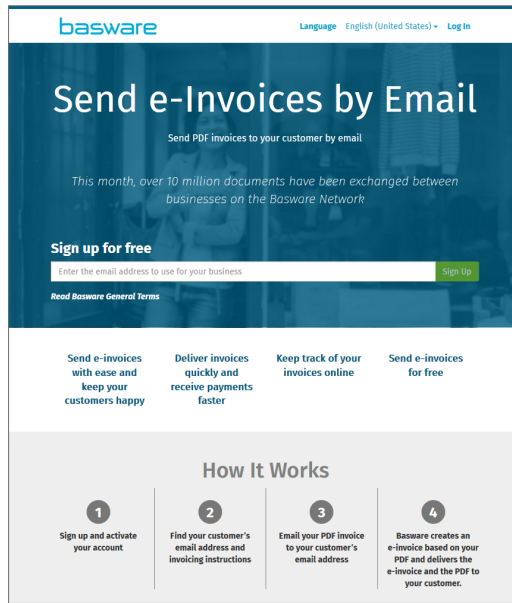 basware
Language English (United States) Log In
Send e-Invoices by Email
Send PDF invoices to your customer by email
This month, over 10 million documents have been exchanged between
businesses on the Basware Network
Sign up for free
Enter the email address to use for your business Sign Up
Read Basware General Terms
Send e-invoices
with ease and
keep your
customers happy
Deliver invoices
quickly and
receive payments
faster
Keep track of your
invoices online
Send e-invoices
for free
How It Works
1
Sign up and activate
your account
2
Find your customer's
email address and
invoicing instructions
3
Email your PDF invoice
to your customer's
email address
4
Basware creates an
e-invoice based on your
PDF and delivers the
e-invoice and the PDF to
your customer.